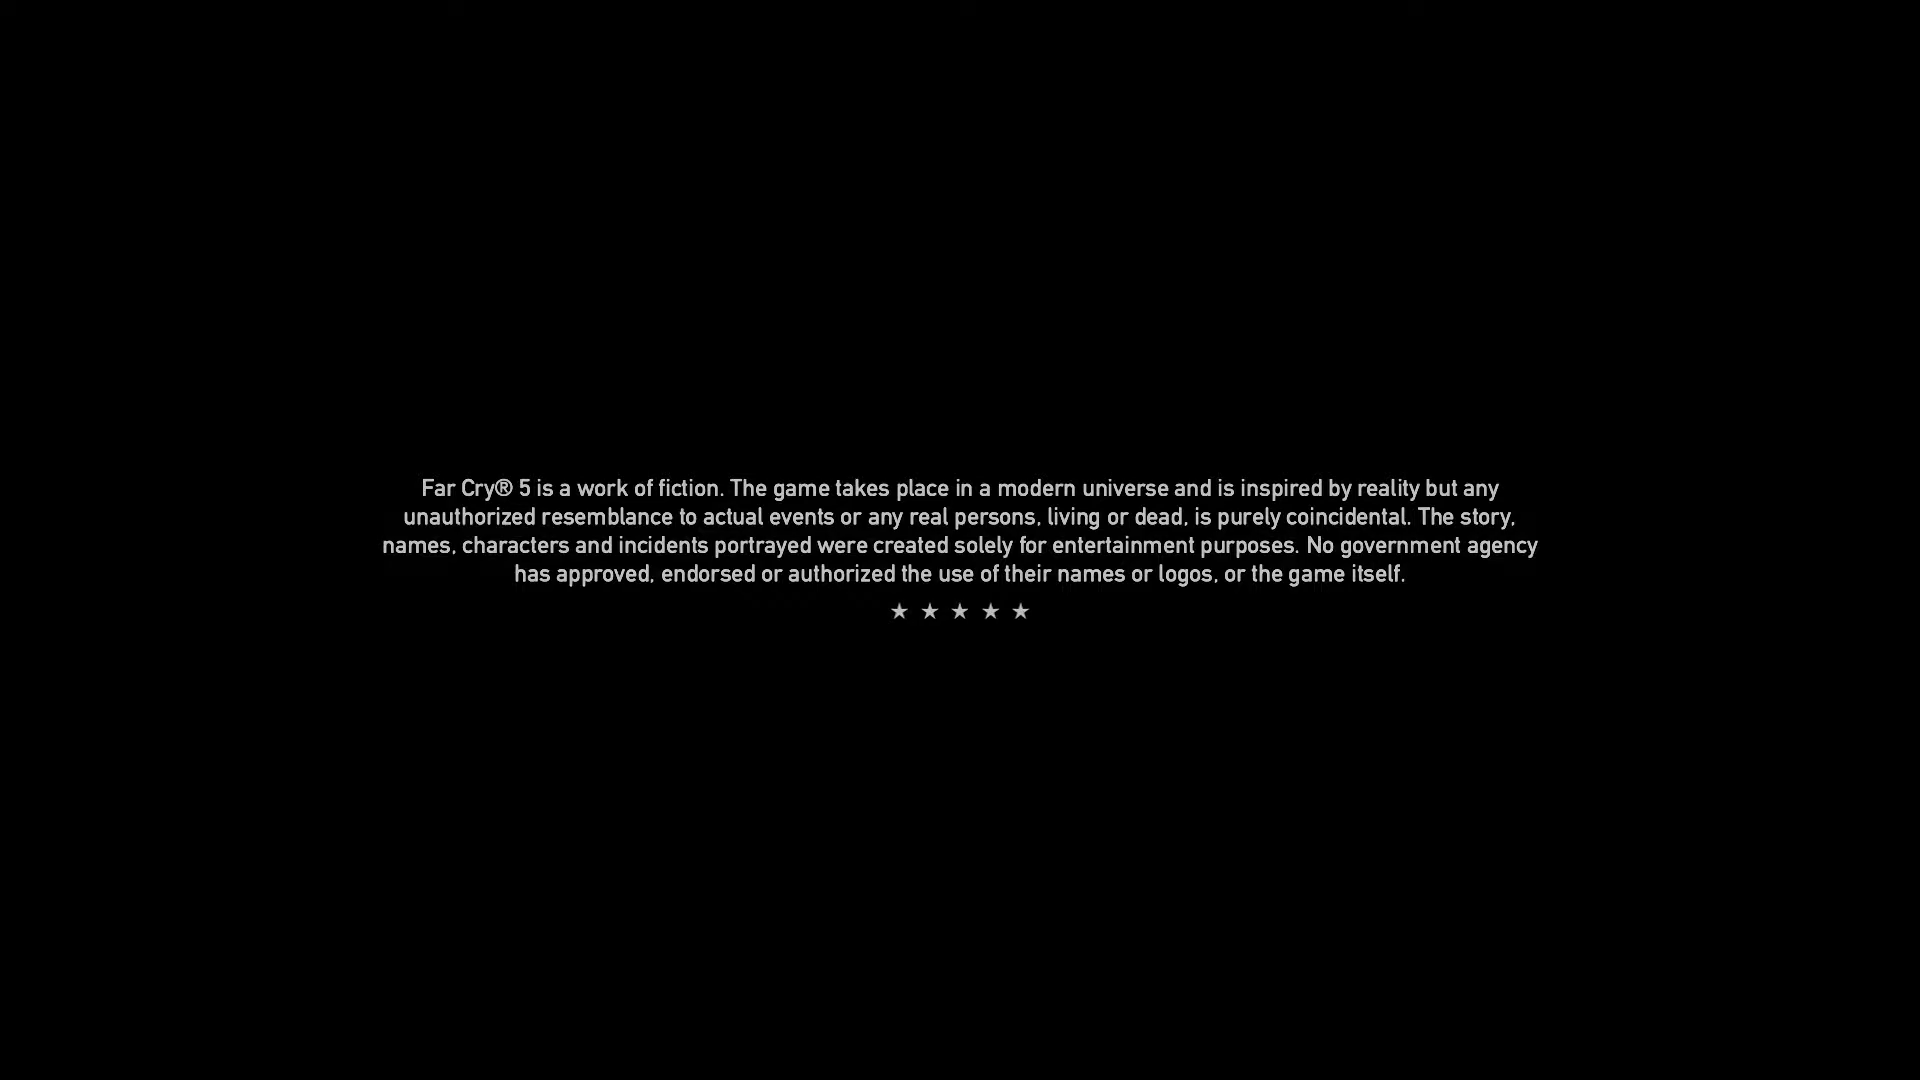 Far Cry® 5 is a work of fiction. The game takes place in a modern universe and is inspired by reality but any
unauthorized resemblance to actual events or any real persons, living or dead, is purely coincidental. The story,
names, characters and incidents portrayed were created solely for entertainment purposes. No government agency
has approved, endorsed or authorized the use of their names or logos, or the game itself.
★ ★ ★ ★ ★